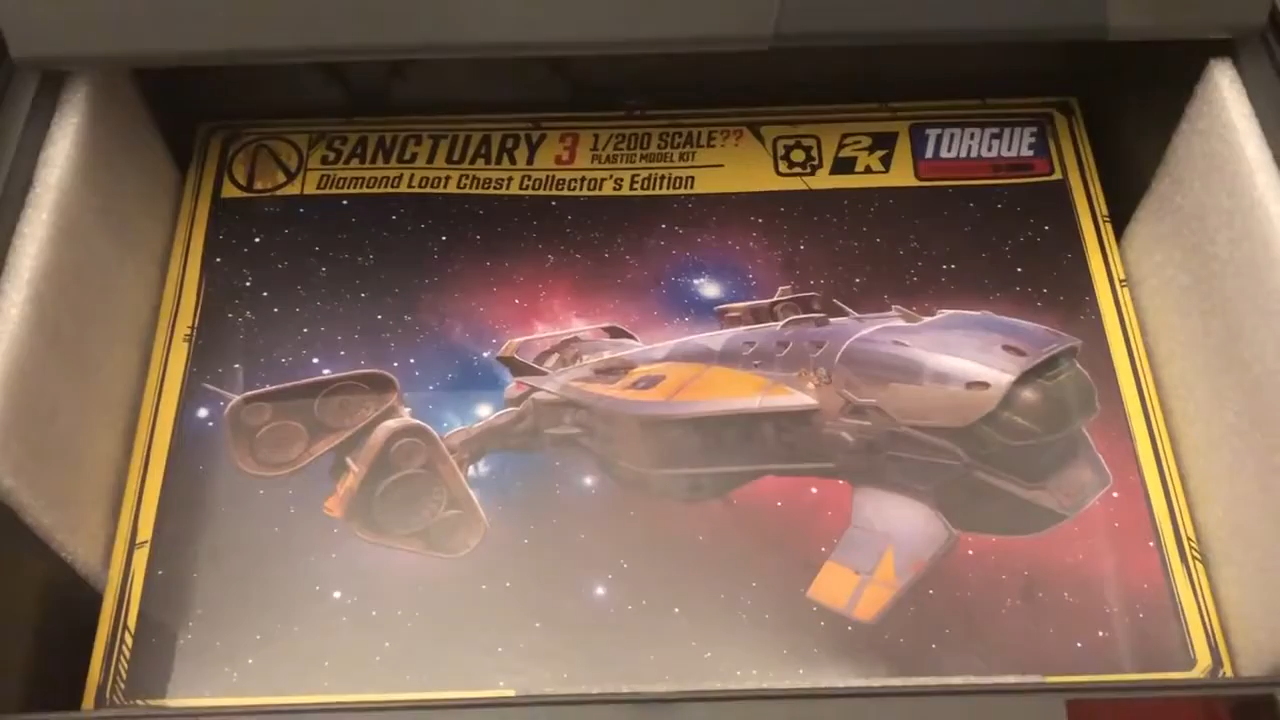 SANCTUARY 3 1/200 SCALE??
PLASTIC MODEL KIT
Diamond Loot Chest Collector's Edition
2K
TORGUE